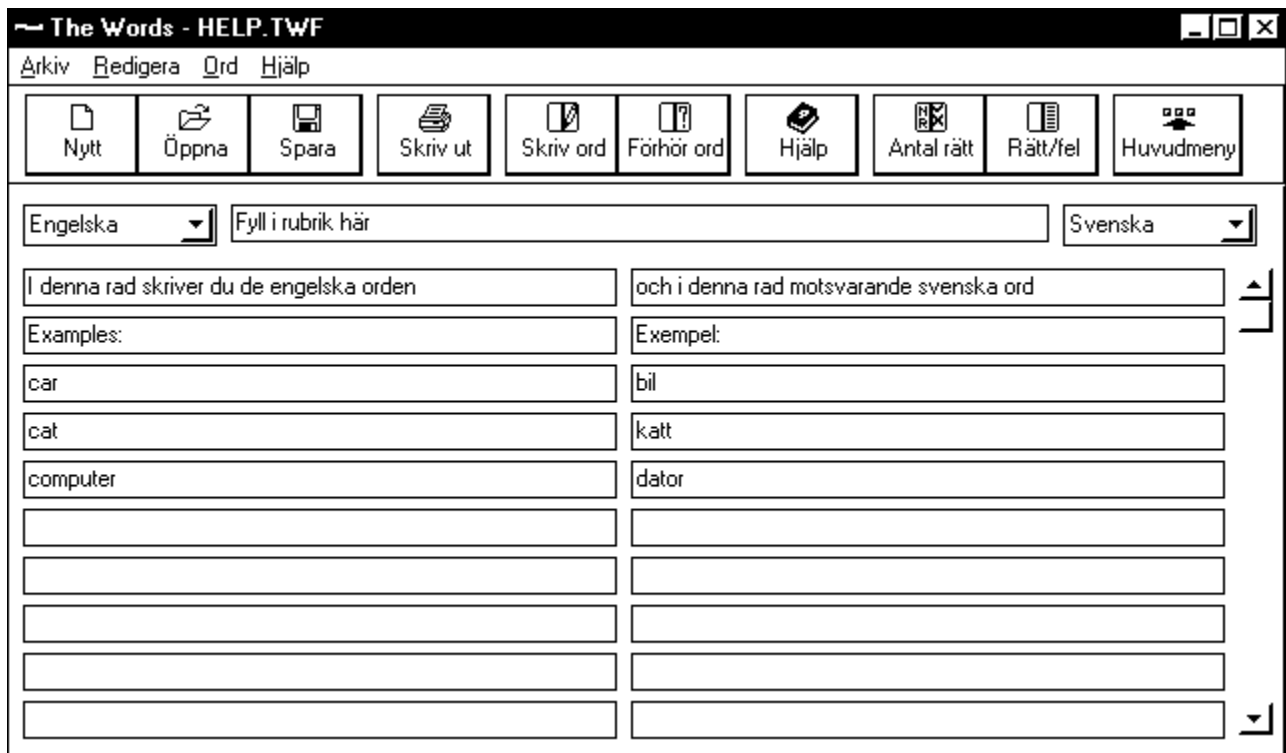 The Words - HELP.TWF
Arkiv Redigera Ord Hjälp
Nytt Öppna Spara Skriv ut Skriv ord Förhör ord Hjälp Antal rätt Rätt/fel Huvudmeny
Engelska Fyll i rubrik här Svenska
I denna rad skriver du de engelska orden och i denna rad motsvarande svenska ord
Examples: Exempel:
car bil
cat katt
computer dator